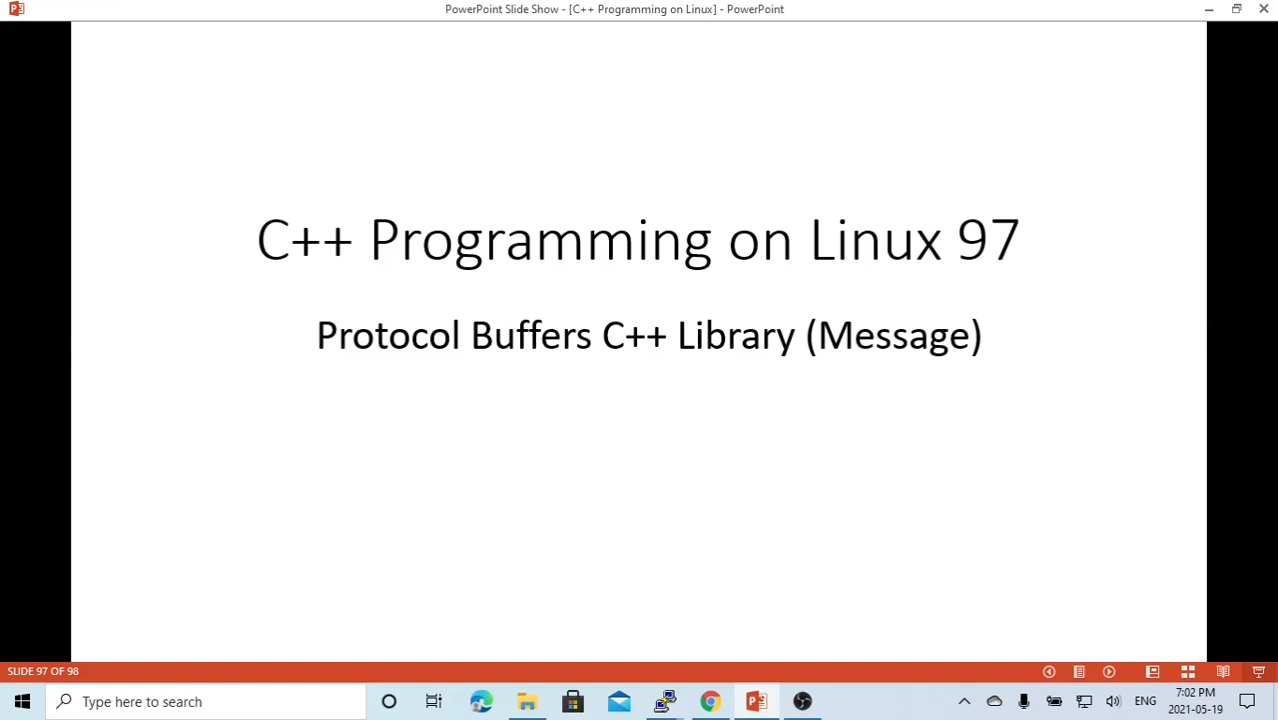 PowerPoint Slide Show - [C++ Programming on Linux] - PowerPoint
C++ Programming on Linux 97
Protocol Buffers C++ Library (Message)
SLIDE 97 OF 98
Type here to search
ENG
7:02 PM
2021-05-19